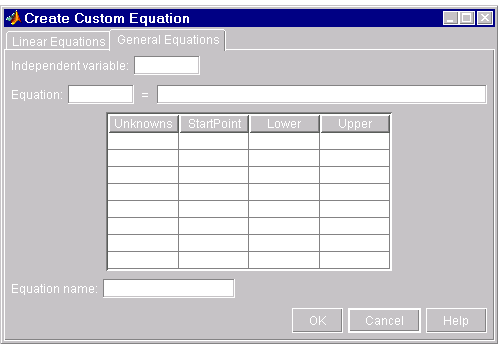 Create Custom Equation
Linear Equations General Equations
Independent variable:
Equation: =
Unknowns StartPoint Lower Upper
Equation name:
OK Cancel Help